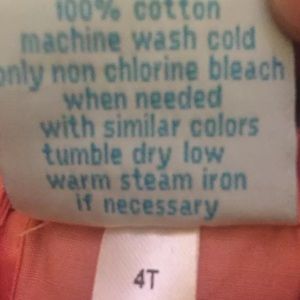 100% cotton
machine wash cold
only non chlorine bleach
when needed
with similar colors
tumble dry low
warm steam iron
if necessary
4T